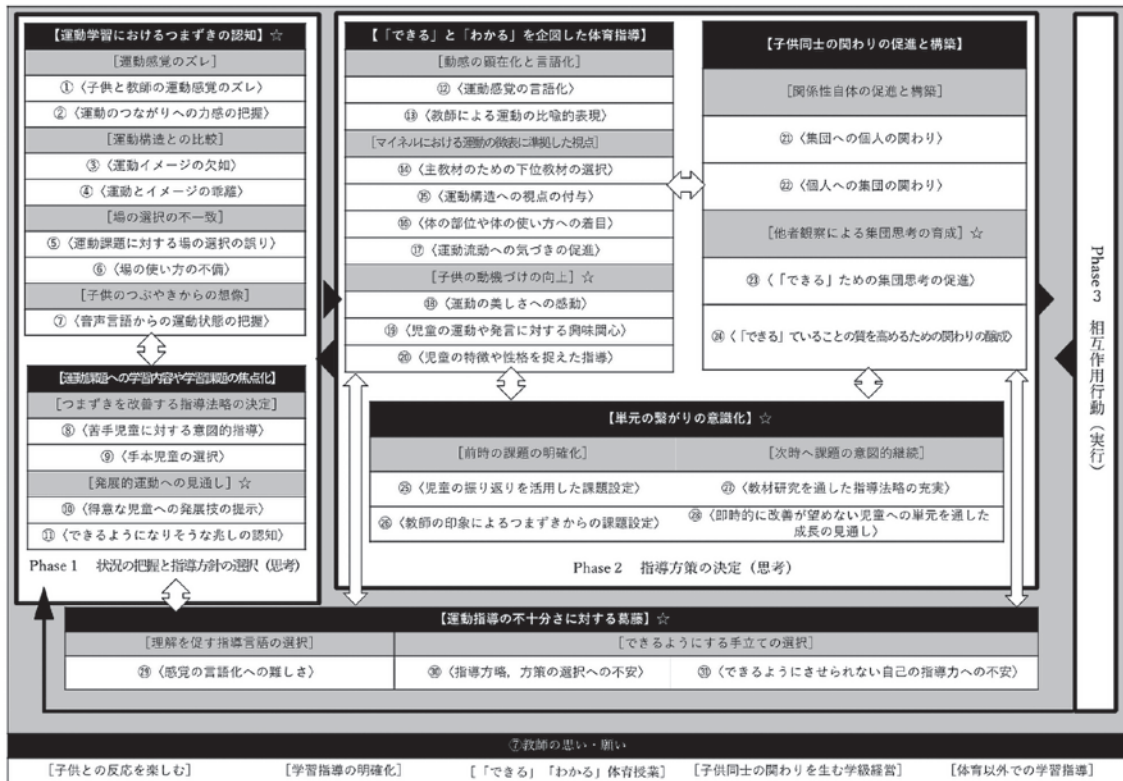 【運動学習におけるつまずきの認知】☆
[運動感覚のズレ]
①〈子供と教師の運動感覚のズレ〉
②〈運動のつながりへの力感の把握〉
[運動構造との比較]
③〈運動イメージの欠如〉
④〈運動とイメージの乖離〉
[場の選択の不一致]
⑤〈運動課題に対する場の選択の誤り〉
⑥〈場の使い方の不備〉
[子供のつぶやきからの想像]
⑦〈音声言語からの運動状態の把握〉
【運動課題への学習内容や学習課題の焦点化】
[つまずきを改善する指導法略の決定]
⑧〈苦手児童に対する意図的指導〉
⑨〈手本児童の選択〉
[発展的運動への見通し]☆
⑩〈得意な児童への発展技の提示〉
⑪〈できるようになりそうな兆しの認知〉
Phase 1 状況の把握と指導方針の選択(思考)
【「できる」と「わかる」を企図した体育指導】
[動感の顕在化と言語化]
⑫〈運動感覚の言語化〉
⑬〈教師による運動の比喩的表現〉
[マイネルにおける運動の徴表に準拠した視点]
⑭〈主教材のための下位教材の選択〉
⑮〈運動構造への視点の付与〉
⑯〈体の部位や体の使い方への着目〉
⑰〈運動流動への気づきの促進〉
[子供の動機づけの向上]☆
⑱〈運動の美しさへの感動〉
⑲〈児童の運動や発言に対する興味関心〉
⑳〈児童の特徴や性格を捉えた指導〉
【子供同士の関わりの促進と構築】
[関係性自体の促進と構築]
㉑〈集団への個人の関わり〉
㉒〈個人への集団の関わり〉
[他者観察による集団思考の育成]☆
㉓〈「できる」ための集団思考の促進〉
㉔〈「できる」ていることの質を高めるための関わりの醸成〉
【単元の繋がりの意識化】☆
[前時の課題の明確化]
[次時へ課題の意図的継続]
㉕〈児童の振り返りを活用した課題設定〉
㉗〈教材研究を通した指導法略の充実〉
㉖〈教師の印象によるつまずきからの課題設定〉
㉘〈即時的に改善が望めない児童への単元を通した
成長の見通し〉
Phase 2 指導方策の決定(思考)
Phase 3 相互作用行動(実行)
【運動指導の不十分さに対する葛藤】☆
[理解を促す指導言語の選択]
[できるようにする手立ての選択]
㉙〈感覚の言語化への難しさ〉
㉚〈指導方略,方策の選択への不安〉
㉛〈できるようにさせられない自己の指導力への不安〉
⑦教師の思い・願い
[子供との反応を楽しむ]
[学習指導の明確化]
[「できる」「わかる」体育授業]
[子供同士の関わりを生む学級経営]
[体育以外での学習指導]